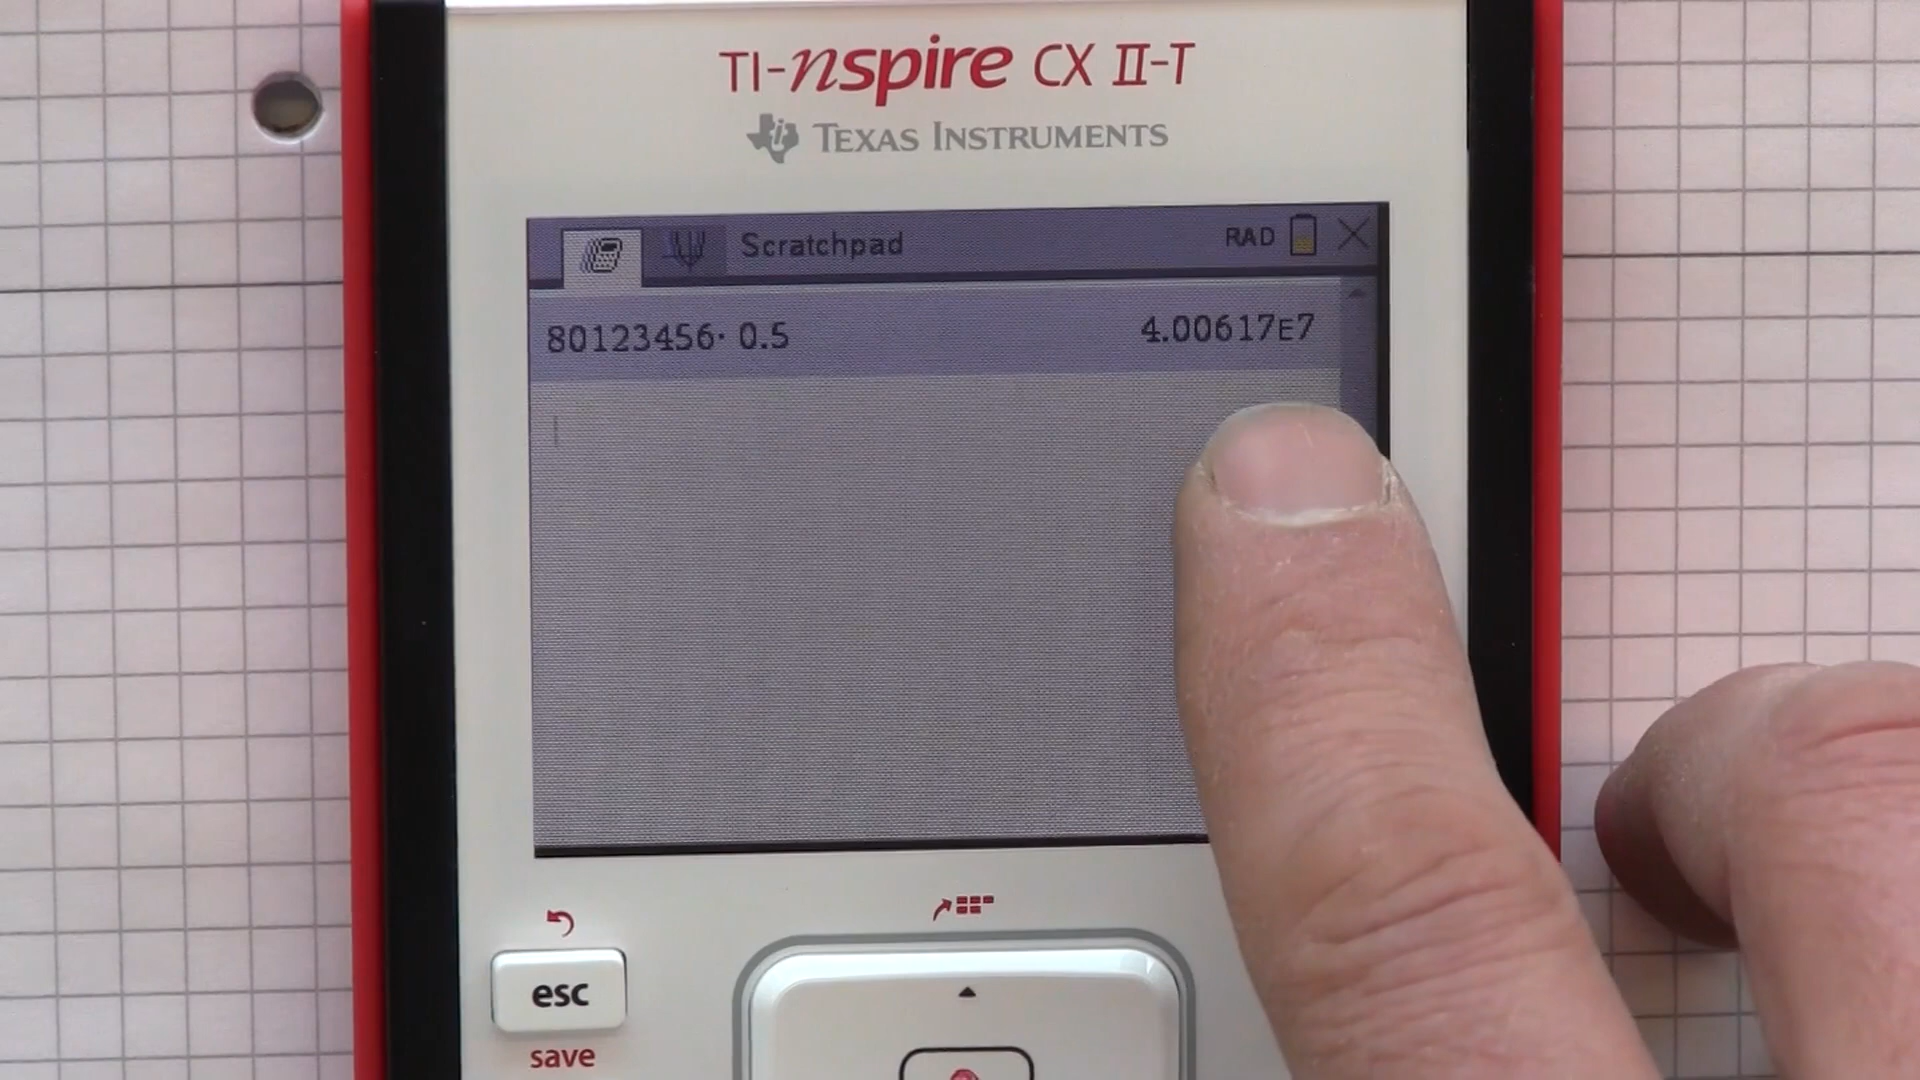 TI-nspire CX II-T
TEXAS INSTRUMENTS
Scratchpad RAD
80123456· 0.5 4.00617E7
esc
save